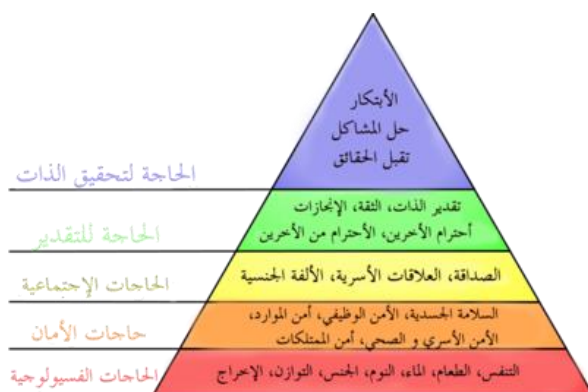 الأبتكار
حل المشاكل
تقبل الحقائق
الحاجة لتحقيق الذات
تقدير الذات، الثقة، الإنجازات
أحترام الأخرين، الأحترام من الأخرين
الحاجة للتقدير
الصداقة، العلاقات الأسرية، الألفة الجنسية
الحاجات الإجتماعية
السلامة الجسدية، الأمن الوظيفي، أمن الموارد،
الأمن الأسري و الصحي، أمن الممتلكات
حاجات الأمان
التنفس، الطعام، الماء، النوم، الجنس، التوازن، الإخراج
الحاجات الفسيولوجية